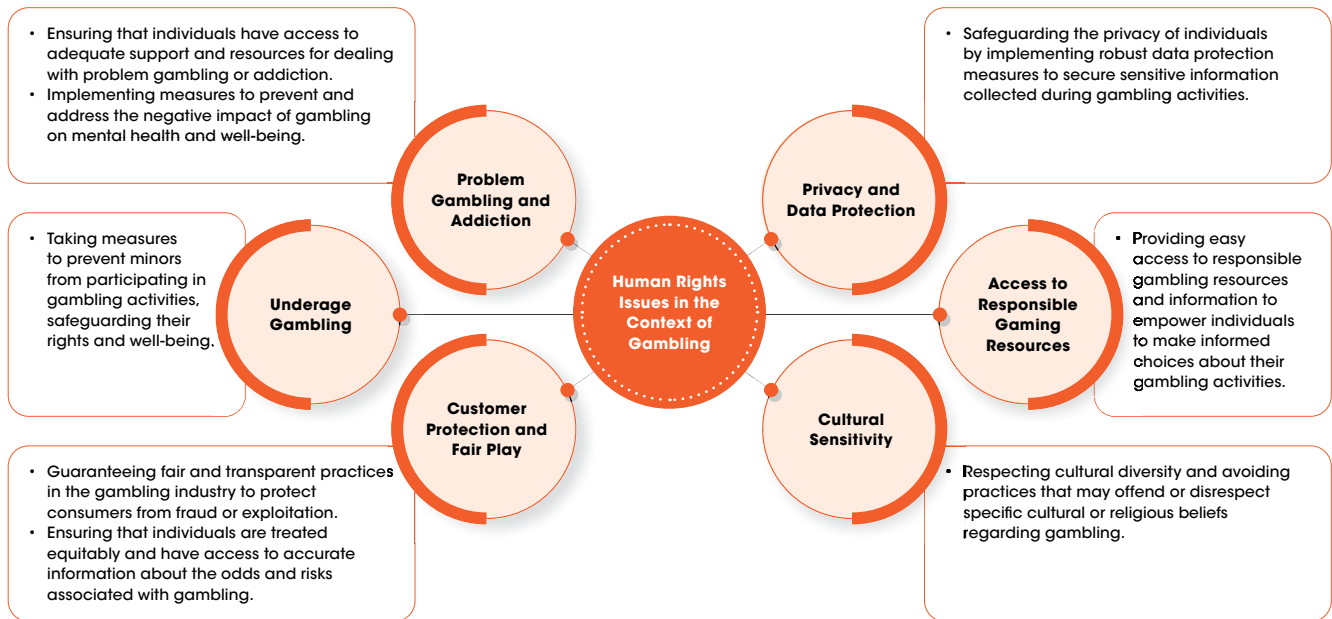 • Ensuring that individuals have access to
adequate support and resources for dealing
with problem gambling or addiction.
• Implementing measures to prevent and
address the negative impact of gambling
on mental health and well-being.
Problem
Gambling and
Addiction
• Safeguarding the privacy of individuals
by implementing robust data protection
measures to secure sensitive information
collected during gambling activities.
Privacy and
Data Protection
• Taking measures
to prevent minors
from participating in
gambling activities,
safeguarding their
rights and well-being.
Underage
Gambling
Human Rights
Issues in the
Context of
Gambling
Access to
Responsible
Gaming
Resources
• Providing easy
access to responsible
gambling resources
and information to
empower individuals
to make informed
choices about their
gambling activities.
Customer
Protection and
Fair Play
• Guaranteeing fair and transparent practices
in the gambling industry to protect
consumers from fraud or exploitation.
• Ensuring that individuals are treated
equitably and have access to accurate
information about the odds and risks
associated with gambling.
Cultural
Sensitivity
• Respecting cultural diversity and avoiding
practices that may offend or disrespect
specific cultural or religious beliefs
regarding gambling.